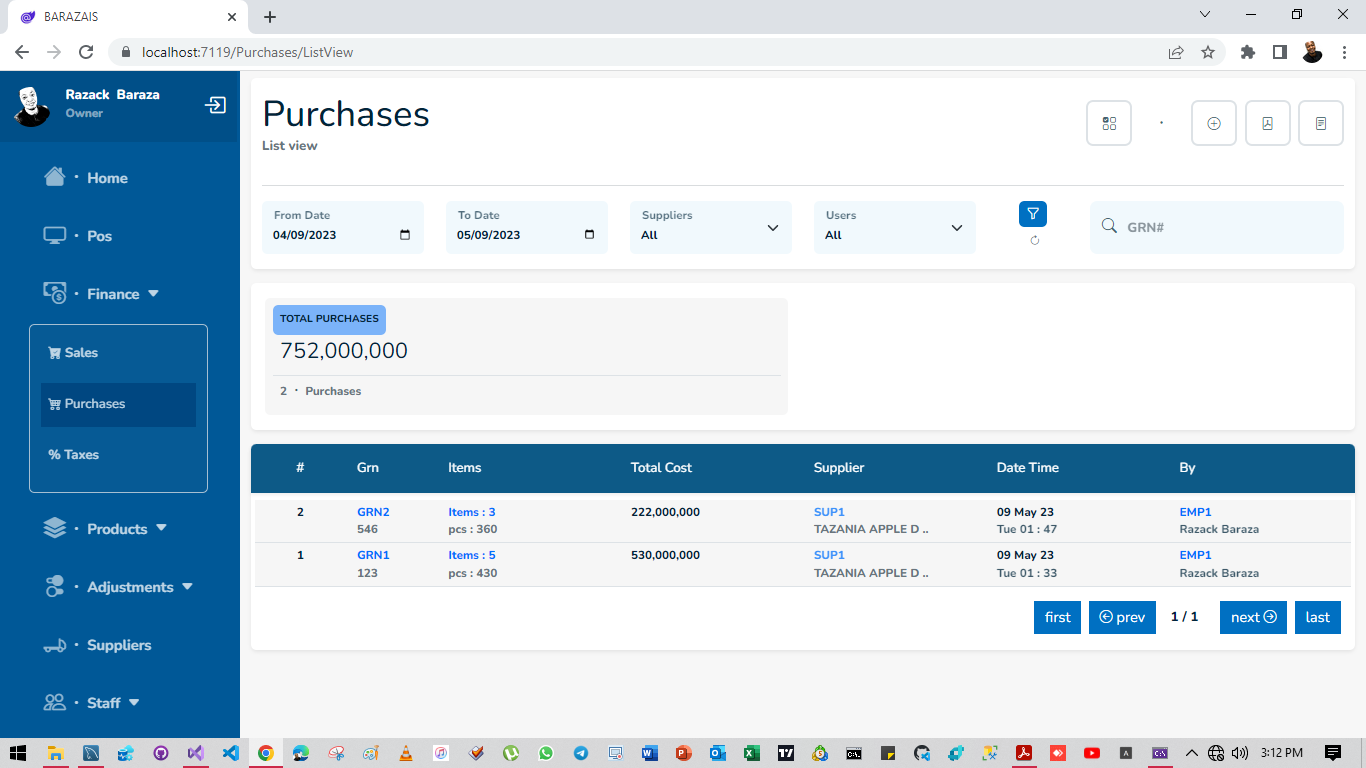 BARAZAIS
localhost:7119/Purchases/ListView
Razack Baraza
Owner
Home
Pos
Finance
Sales
Purchases
% Taxes
Products
Adjustments
Suppliers
Staff
Purchases
List view
From Date
04/09/2023
To Date
05/09/2023
Suppliers
All
Users
All
GRN#
TOTAL PURCHASES
752,000,000
2 · Purchases
# Grn Items Total Cost Supplier Date Time By
2 GRN2 Items : 3 222,000,000 SUP1 09 May 23 EMP1
546 pcs : 360 TAZANIA APPLE D .. Tue 01 : 47 Razack Baraza
1 GRN1 Items : 5 530,000,000 SUP1 09 May 23 EMP1
123 pcs : 430 TAZANIA APPLE D .. Tue 01 : 33 Razack Baraza
first prev 1 / 1 next last
3:12 PM